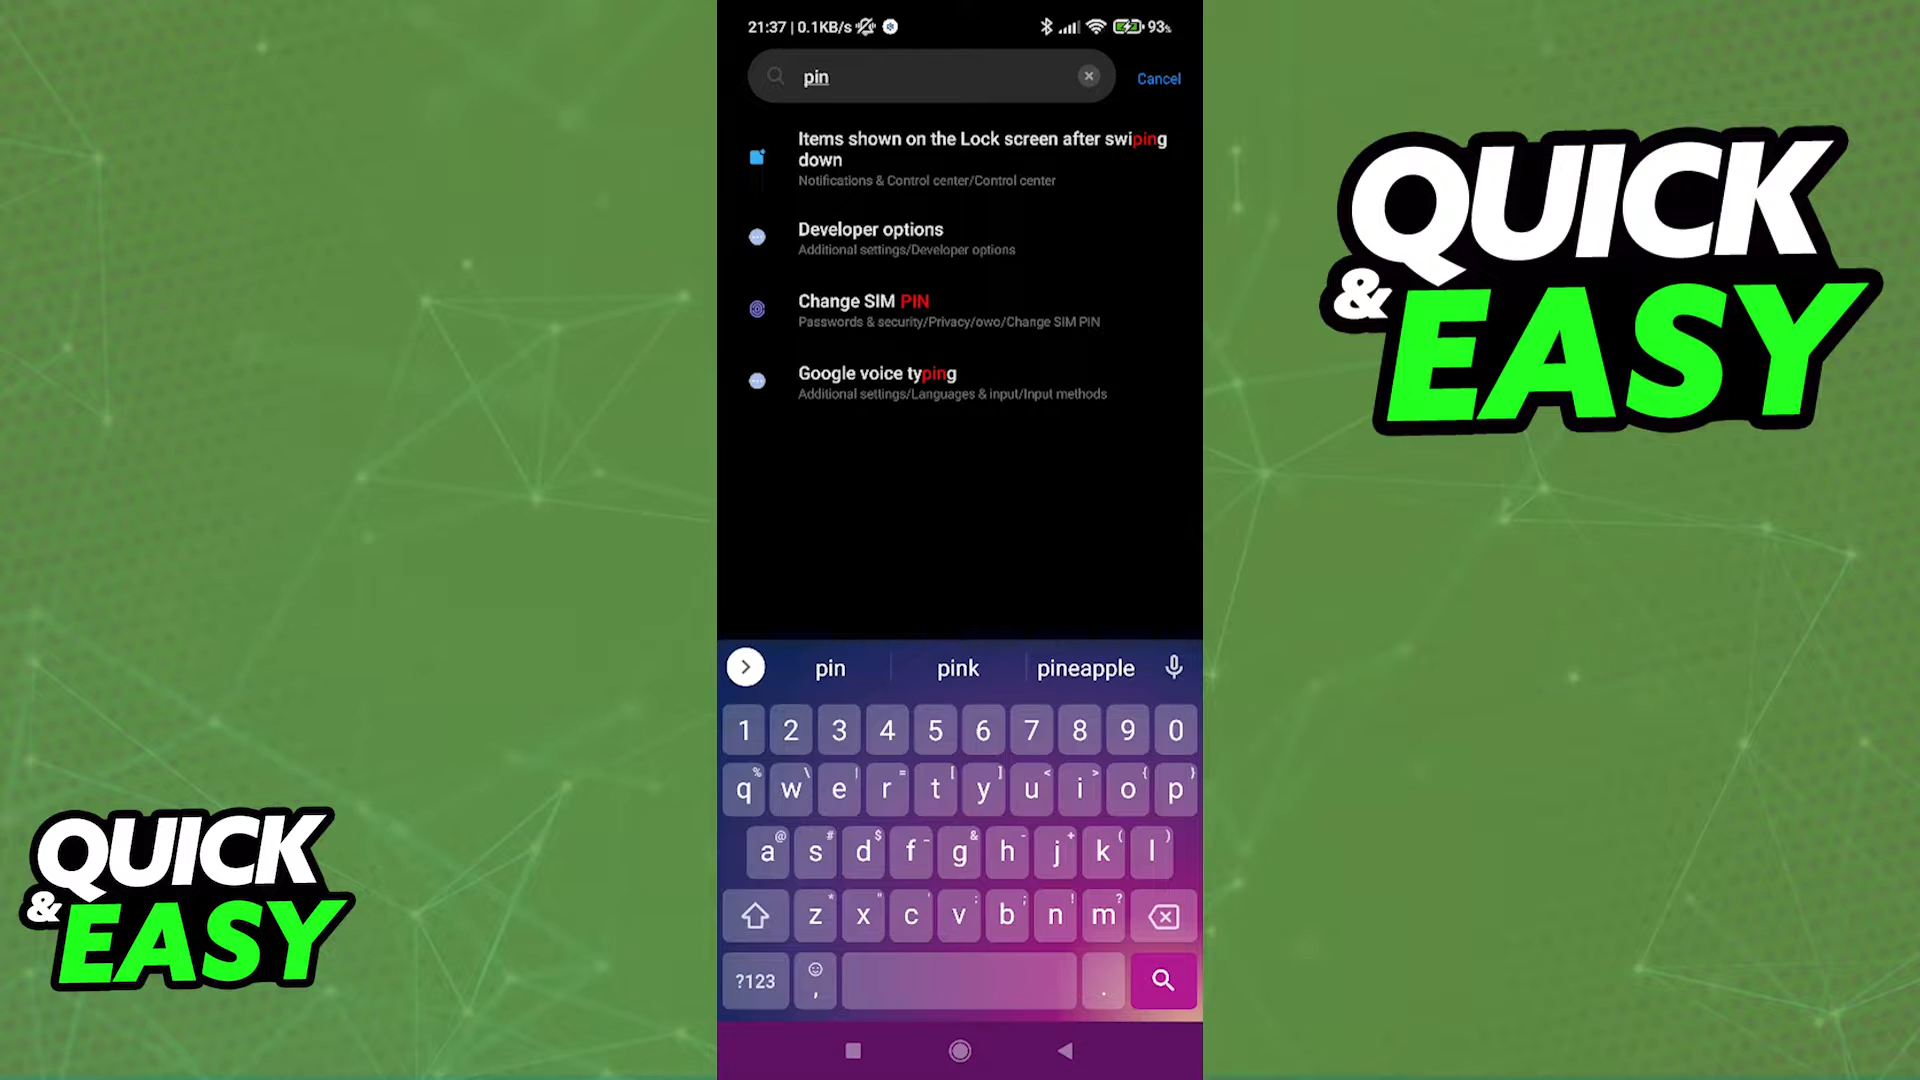 21:37 | 0.1KB/s
93%
pin
Cancel
Items shown on the Lock screen after swiping
down
Notifications & Control center/Control center
Developer options
Additional settings/Developer options
Change SIM PIN
Passwords & security/Privacy/owo/Change SIM PIN
Google voice typing
Additional settings/Languages & input/Input methods
QUICK
& EASY
QUICK
& EASY
pin pink pineapple
1 2 3 4 5 6 7 8 9 0
% \ | = [ ] < > { }
q w e r t y u i o p
@ # $ _ & - + ( )
a s d f g h j k l
* " ' : ; ! ?
z x c v b n m
?123 , .